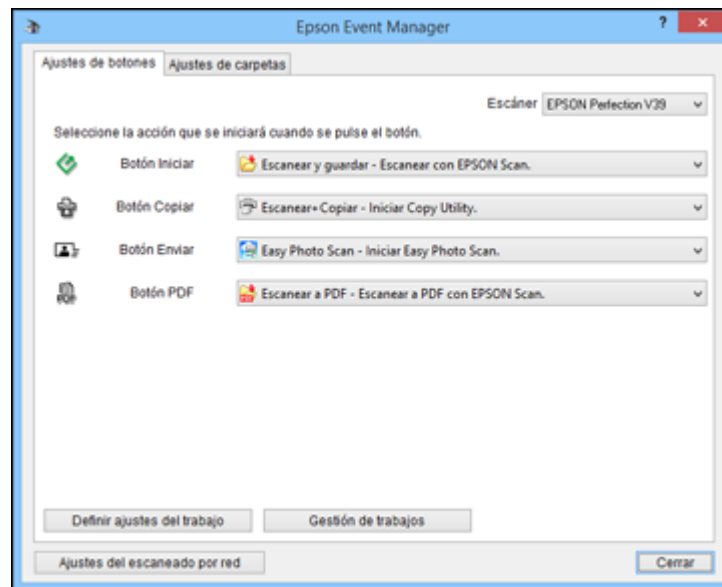 Epson Event Manager
Ajustes de botones Ajustes de carpetas
Escáner EPSON Perfection V39
Seleccione la acción que se iniciará cuando se pulse el botón.
Botón Iniciar Escanear y guardar - Escanear con EPSON Scan.
Botón Copiar Escanear+Copiar - Iniciar Copy Utility.
Botón Enviar Easy Photo Scan - Iniciar Easy Photo Scan.
PDF Botón PDF Escanear a PDF - Escanear a PDF con EPSON Scan.
Definir ajustes del trabajo Gestión de trabajos
Ajustes del escaneado por red Cerrar